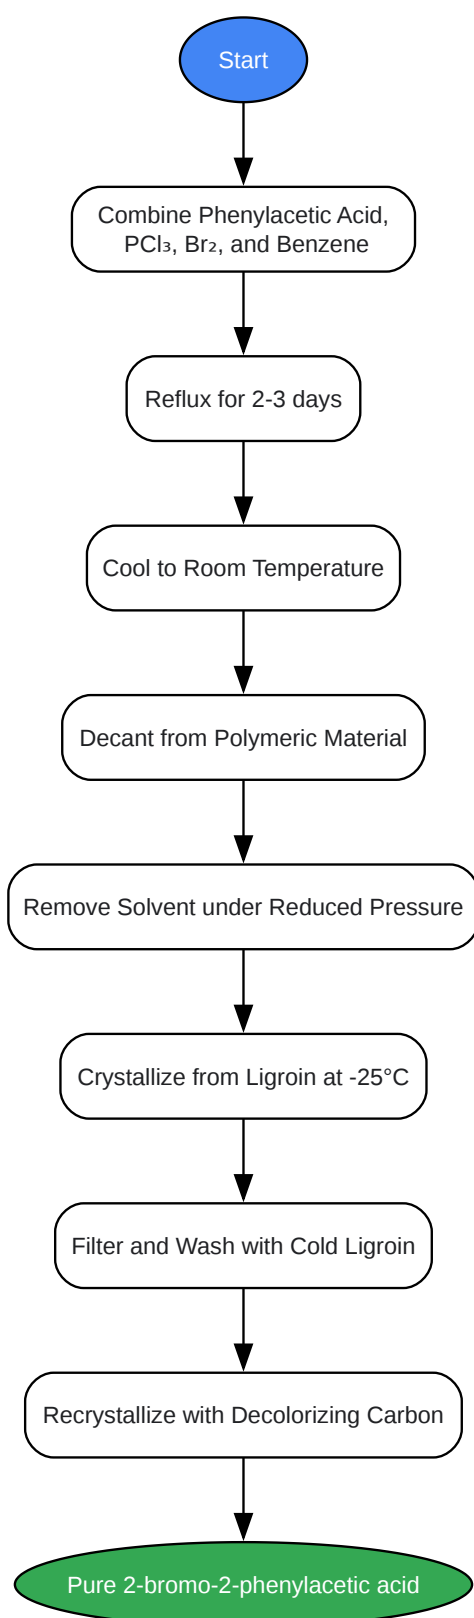 Start
Combine Phenylacetic Acid,
PCl₃, Br₂, and Benzene
Reflux for 2-3 days
Cool to Room Temperature
Decant from Polymeric Material
Remove Solvent under Reduced Pressure
Crystallize from Ligroin at -25°C
Filter and Wash with Cold Ligroin
Recrystallize with Decolorizing Carbon
Pure 2-bromo-2-phenylacetic acid